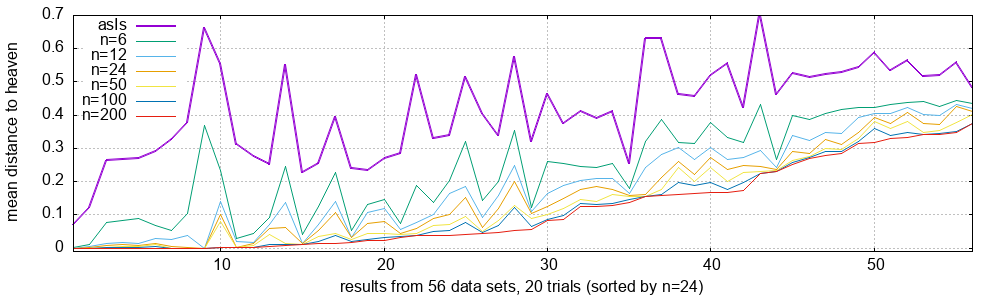 mean distance to heaven
0.7
0.6
0.5
0.4
0.3
0.2
0.1
0
asIs
n=6
n=12
n=24
n=50
n=100
n=200
10
20
30
40
50
results from 56 data sets, 20 trials (sorted by n=24)